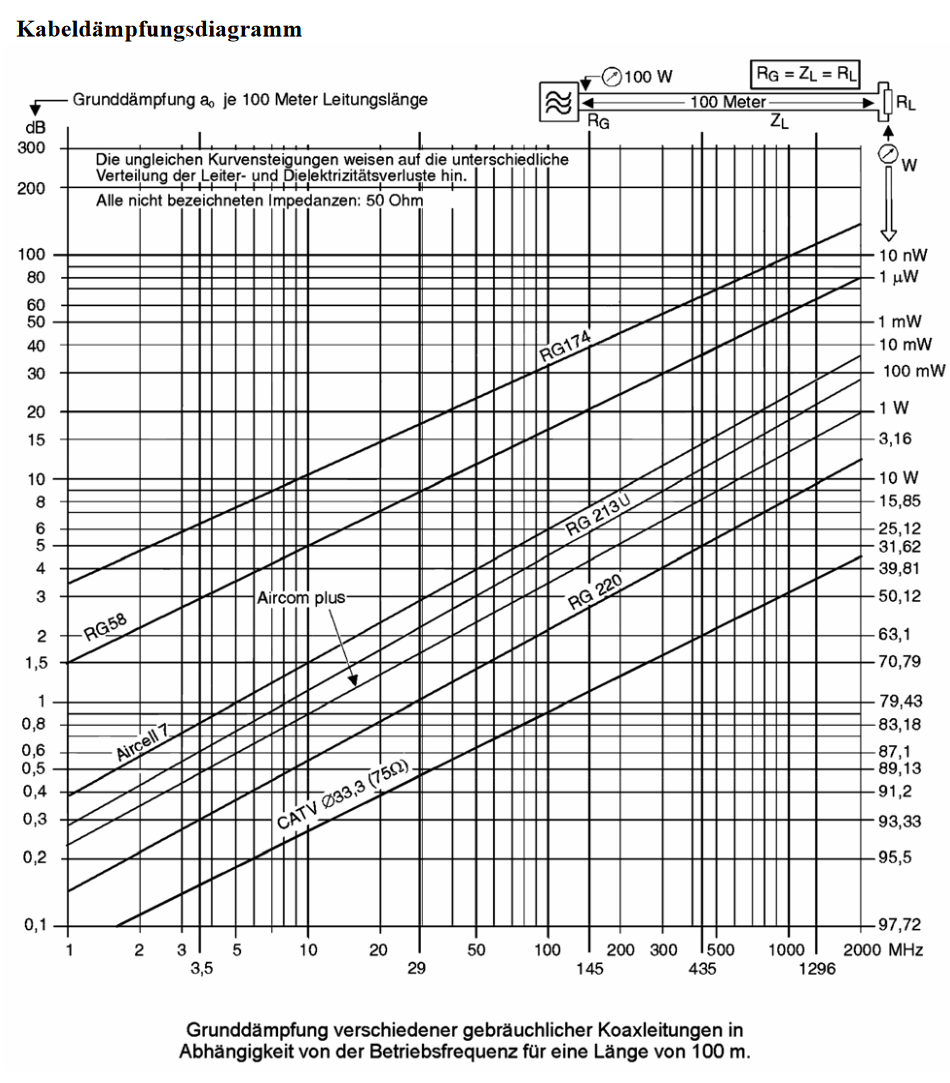 Kabeldämpfungsdiagramm
100 W
R_G = Z_L = R_L
Grunddämpfung a₀ je 100 Meter Leitungslänge
100 Meter
R_L
R_G
Z_L
dB
W
Die ungleichen Kurvensteigungen weisen auf die unterschiedliche
Verteilung der Leiter- und Dielektrizitätsverluste hin.
Alle nicht bezeichneten Impedanzen: 50 Ohm
300
200
100
80
60
50
40
30
20
15
10
8
6
5
4
3
2
1,5
1
0,8
0,6
0,5
0,4
0,3
0,2
0,1
10 nW
1 µW
1 mW
10 mW
100 mW
1 W
3,16
10 W
15,85
25,12
31,62
39,81
50,12
63,1
70,79
79,43
83,18
87,1
89,13
91,2
93,33
95,5
97,72
RG174
RG58
RG 213U
Aircom plus
RG 220
Aircell 7
CATV Ø33,3 (75Ω)
1 2 3 5 10 20 50 100 200 300 500 1000 2000 MHz
3,5 29 145 435 1296
Grunddämpfung verschiedener gebräuchlicher Koaxleitungen in
Abhängigkeit von der Betriebsfrequenz für eine Länge von 100 m.